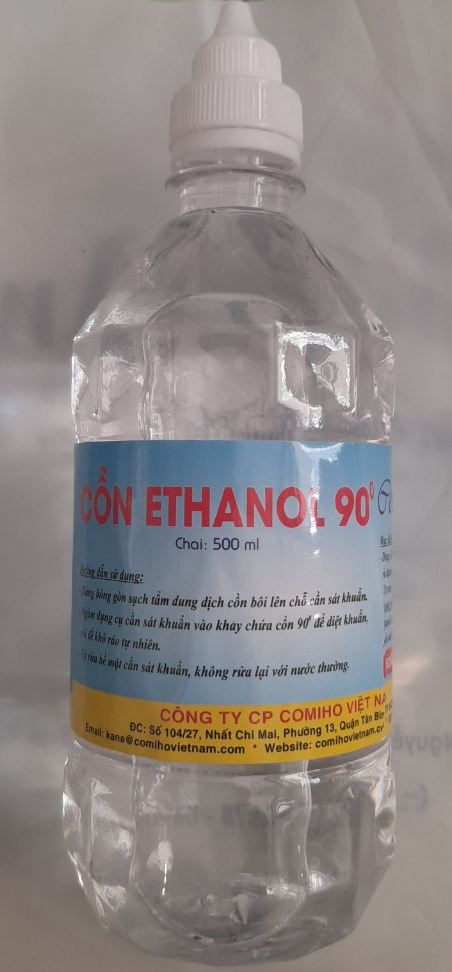 CỒN ETHANOL 90⁰
Chai: 500 ml
Hướng dẫn sử dụng:
- Dùng bông gòn sạch tẩm dung dịch cồn bôi lên chỗ cần sát khuẩn.
- Ngâm dụng cụ cần sát khuẩn vào khay chứa cồn 90⁰ để diệt khuẩn,
để khô ráo tự nhiên.
rửa bề mặt cần sát khuẩn, không rửa lại với nước thường.
CÔNG TY CP COMIHO VIỆT NA
ĐC: Số 104/27, Nhất Chi Mai, Phường 13, Quận Tân Bìn
Email: kana@comihovietnam.com * Website: comihovietnam.c